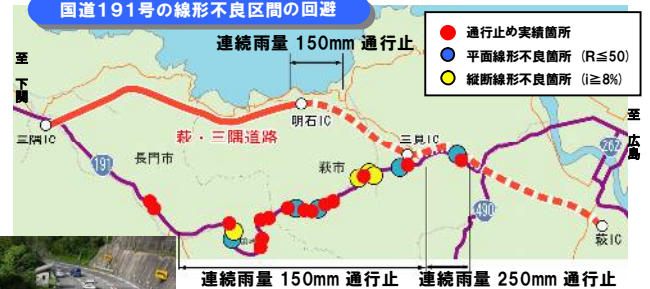 国道191号の線形不良区間の回避
通行止め実績箇所
平面線形不良箇所 (R≦50)
縦断線形不良箇所 (i≧8%)
連続雨量 150mm 通行止
至 下関
至 広島
三隅IC
萩・三隅道路
明石IC
三見IC
191
長門市
萩市
262
490
萩IC
連続雨量 150mm 通行止
連続雨量 250mm 通行止